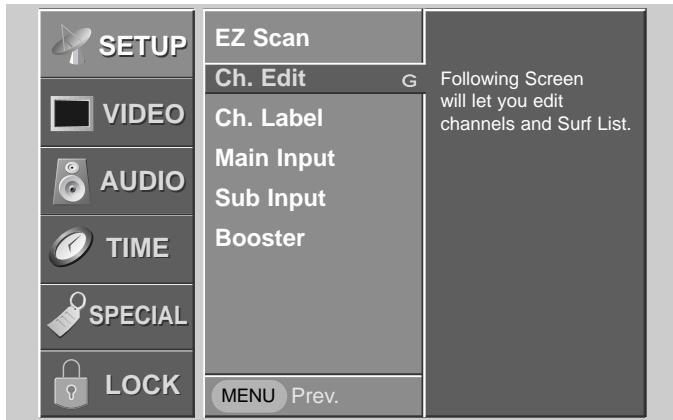 SETUP
VIDEO
AUDIO
TIME
SPECIAL
LOCK
EZ Scan
Ch. Edit G
Ch. Label
Main Input
Sub Input
Booster
MENU Prev.
Following Screen
will let you edit
channels and Surf List.